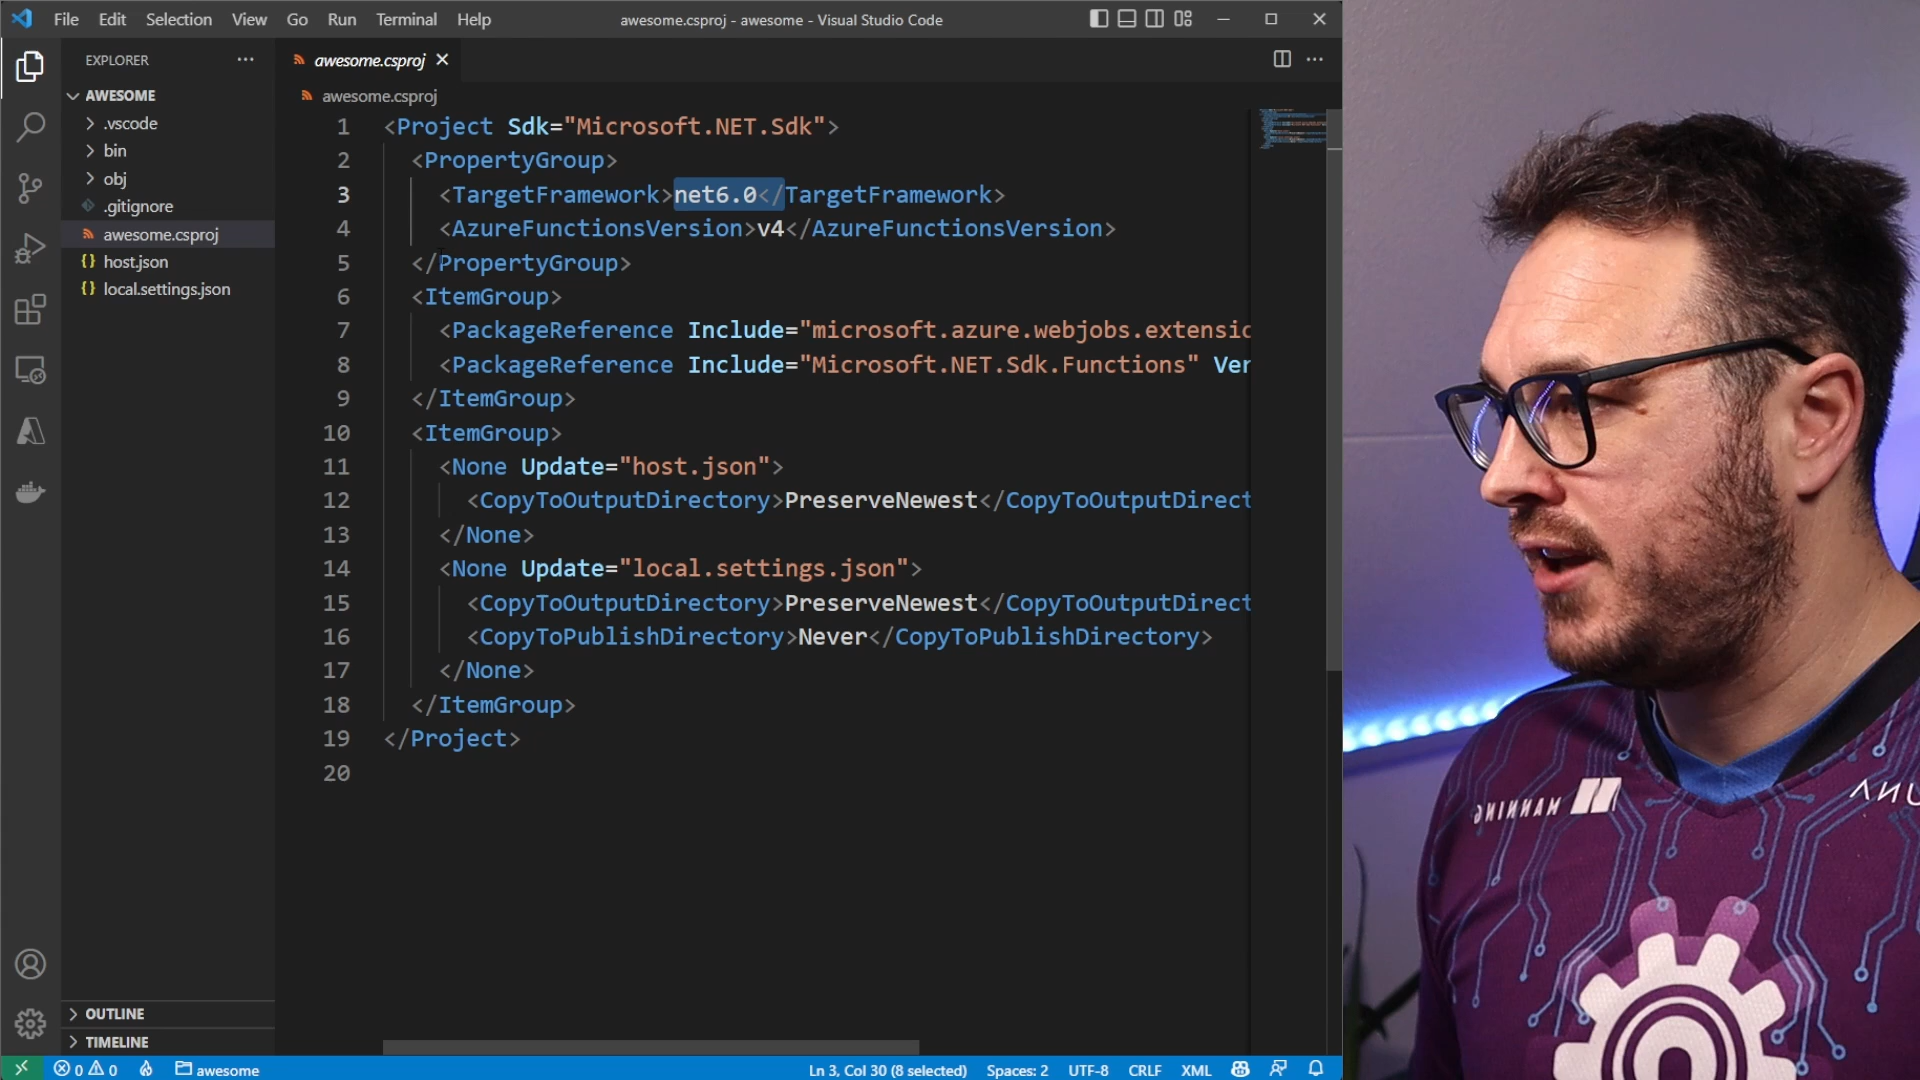 File Edit Selection View Go Run Terminal Help awesome.csproj - awesome - Visual Studio Code
EXPLORER
AWESOME
.vscode
bin
obj
.gitignore
awesome.csproj
{} host.json
{} local.settings.json
OUTLINE
TIMELINE
awesome.csproj
awesome.csproj
1 <Project Sdk="Microsoft.NET.Sdk">
2 <PropertyGroup>
3 <TargetFramework>net6.0</TargetFramework>
4 <AzureFunctionsVersion>v4</AzureFunctionsVersion>
5 </PropertyGroup>
6 <ItemGroup>
7 <PackageReference Include="microsoft.azure.webjobs.extensio
8 <PackageReference Include="Microsoft.NET.Sdk.Functions" Ver
9 </ItemGroup>
10 <ItemGroup>
11 <None Update="host.json">
12 <CopyToOutputDirectory>PreserveNewest</CopyToOutputDirect
13 </None>
14 <None Update="local.settings.json">
15 <CopyToOutputDirectory>PreserveNewest</CopyToOutputDirect
16 <CopyToPublishDirectory>Never</CopyToPublishDirectory>
17 </None>
18 </ItemGroup>
19 </Project>
20
0 0 awesome Ln 3, Col 30 (8 selected) Spaces: 2 UTF-8 CRLF XML
MANNING